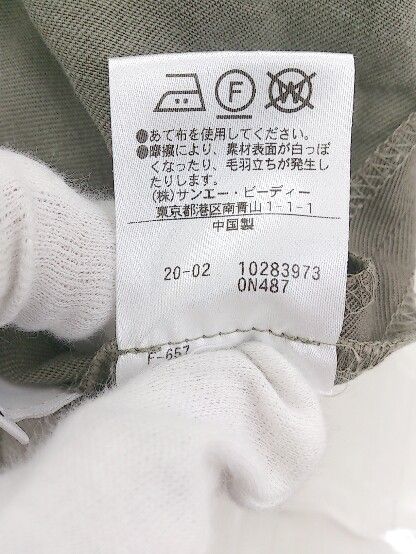 F W
●あて布を使用してください。
●摩擦により、素材表面が白っぽ
くなったり、毛羽立ちが発生し
たりします。
(株)サンエー・ビーディー
東京都港区南青山1-1-1
中国製
20-02 10283973
0N487
F-657